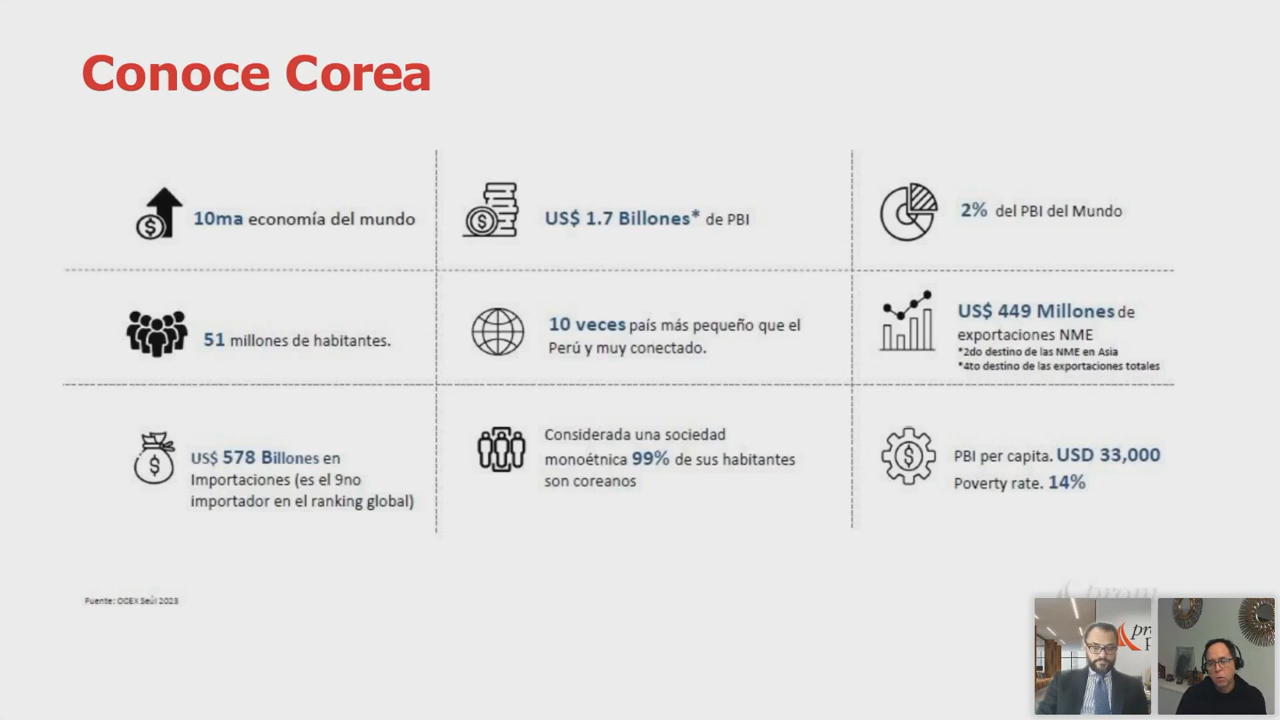 Conoce Corea
10ma economía del mundo
US$ 1.7 Billones* de PBI
2% del PBI del Mundo
51 millones de habitantes.
10 veces país más pequeño que el
Perú y muy conectado.
US$ 449 Millones de
exportaciones NME
*2do destino de las NME en Asia
*4to destino de las exportaciones totales
US$ 578 Billones en
Importaciones (es el 9no
importador en el ranking global)
Considerada una sociedad
monoétnica 99% de sus habitantes
son coreanos
PBI per capita. USD 33,000
Poverty rate. 14%
Fuente: OCEX Seúl 2023